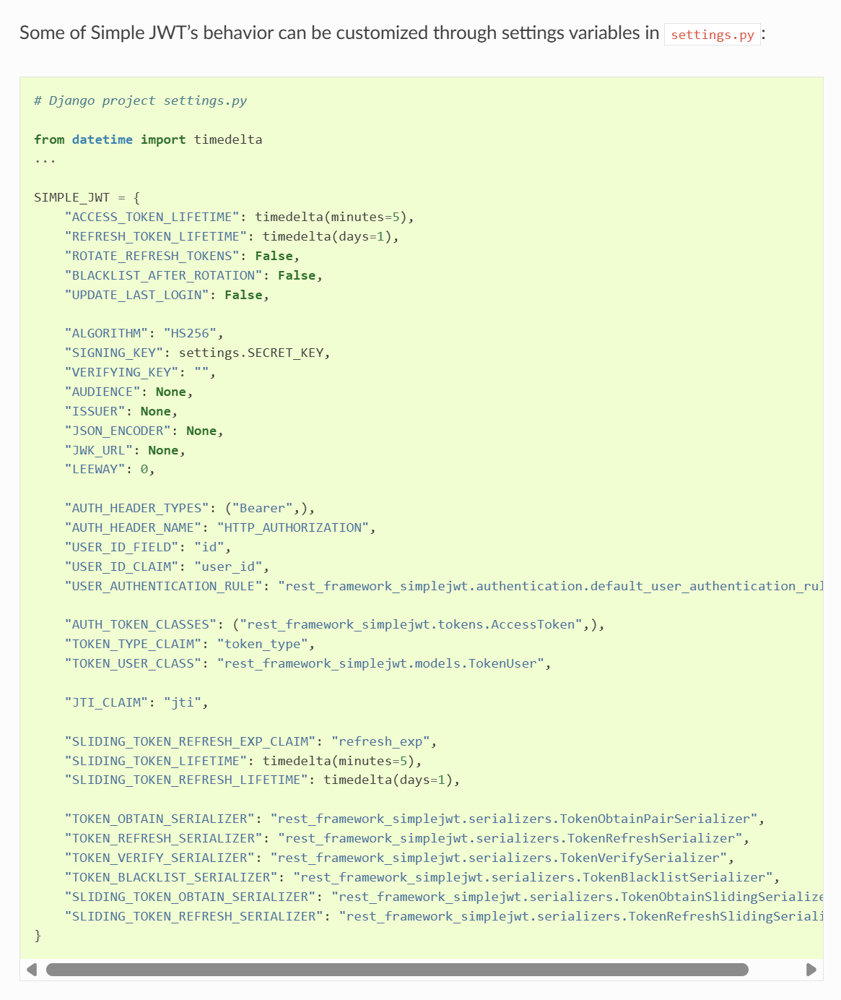 Some of Simple JWT’s behavior can be customized through settings variables in settings.py:
# Django project settings.py
from datetime import timedelta
...
SIMPLE_JWT = {
    "ACCESS_TOKEN_LIFETIME": timedelta(minutes=5),
    "REFRESH_TOKEN_LIFETIME": timedelta(days=1),
    "ROTATE_REFRESH_TOKENS": False,
    "BLACKLIST_AFTER_ROTATION": False,
    "UPDATE_LAST_LOGIN": False,
    "ALGORITHM": "HS256",
    "SIGNING_KEY": settings.SECRET_KEY,
    "VERIFYING_KEY": "",
    "AUDIENCE": None,
    "ISSUER": None,
    "JSON_ENCODER": None,
    "JWK_URL": None,
    "LEEWAY": 0,
    "AUTH_HEADER_TYPES": ("Bearer",),
    "AUTH_HEADER_NAME": "HTTP_AUTHORIZATION",
    "USER_ID_FIELD": "id",
    "USER_ID_CLAIM": "user_id",
    "USER_AUTHENTICATION_RULE": "rest_framework_simplejwt.authentication.default_user_authentication_rul
    "AUTH_TOKEN_CLASSES": ("rest_framework_simplejwt.tokens.AccessToken",),
    "TOKEN_TYPE_CLAIM": "token_type",
    "TOKEN_USER_CLASS": "rest_framework_simplejwt.models.TokenUser",
    "JTI_CLAIM": "jti",
    "SLIDING_TOKEN_REFRESH_EXP_CLAIM": "refresh_exp",
    "SLIDING_TOKEN_LIFETIME": timedelta(minutes=5),
    "SLIDING_TOKEN_REFRESH_LIFETIME": timedelta(days=1),
    "TOKEN_OBTAIN_SERIALIZER": "rest_framework_simplejwt.serializers.TokenObtainPairSerializer",
    "TOKEN_REFRESH_SERIALIZER": "rest_framework_simplejwt.serializers.TokenRefreshSerializer",
    "TOKEN_VERIFY_SERIALIZER": "rest_framework_simplejwt.serializers.TokenVerifySerializer",
    "TOKEN_BLACKLIST_SERIALIZER": "rest_framework_simplejwt.serializers.TokenBlacklistSerializer",
    "SLIDING_TOKEN_OBTAIN_SERIALIZER": "rest_framework_simplejwt.serializers.TokenObtainSlidingSerialize
    "SLIDING_TOKEN_REFRESH_SERIALIZER": "rest_framework_simplejwt.serializers.TokenRefreshSlidingSeriali
}